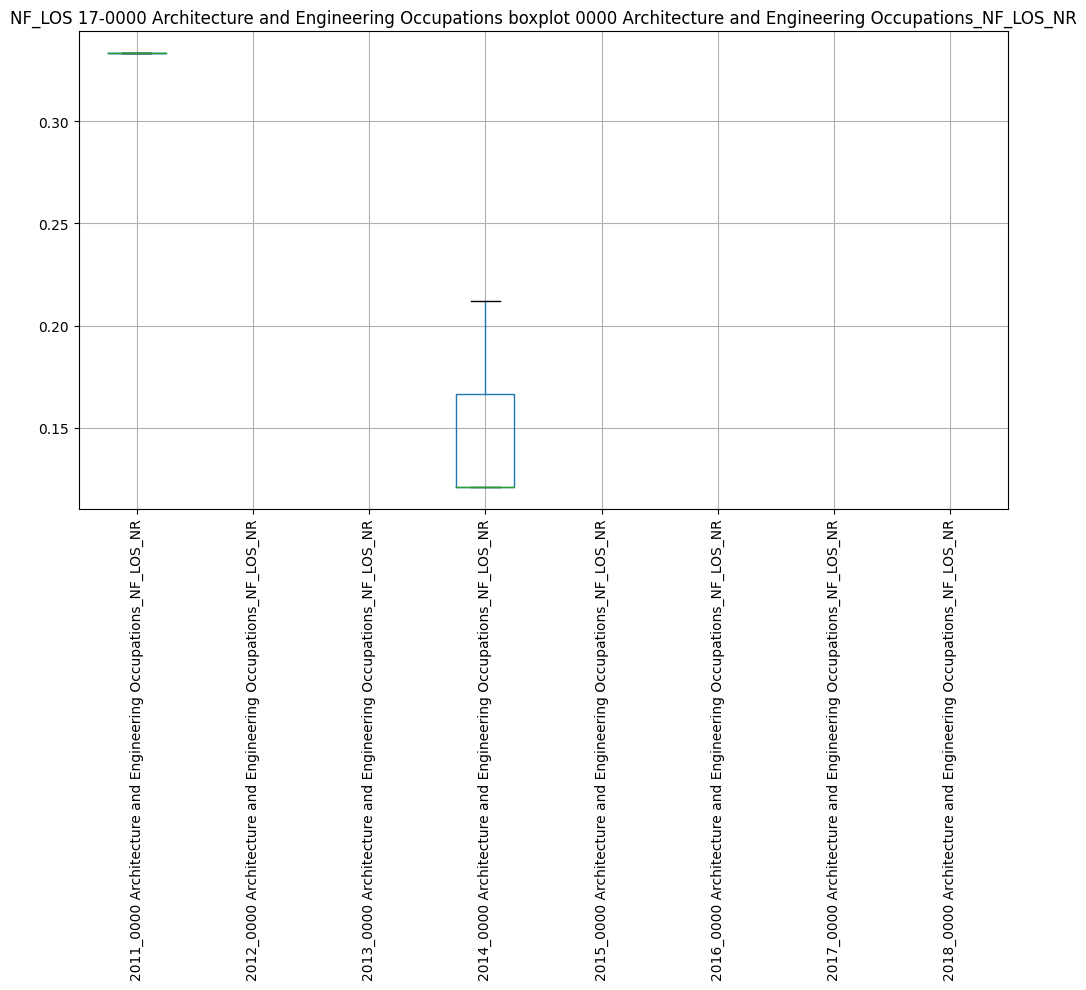 NF_LOS 17-0000 Architecture and Engineering Occupations boxplot 0000 Architecture and Engineering Occupations_NF_LOS_NR
0.30
0.25
0.20
0.15
2011_0000 Architecture and Engineering Occupations_NF_LOS_NR
2012_0000 Architecture and Engineering Occupations_NF_LOS_NR
2013_0000 Architecture and Engineering Occupations_NF_LOS_NR
2014_0000 Architecture and Engineering Occupations_NF_LOS_NR
2015_0000 Architecture and Engineering Occupations_NF_LOS_NR
2016_0000 Architecture and Engineering Occupations_NF_LOS_NR
2017_0000 Architecture and Engineering Occupations_NF_LOS_NR
2018_0000 Architecture and Engineering Occupations_NF_LOS_NR